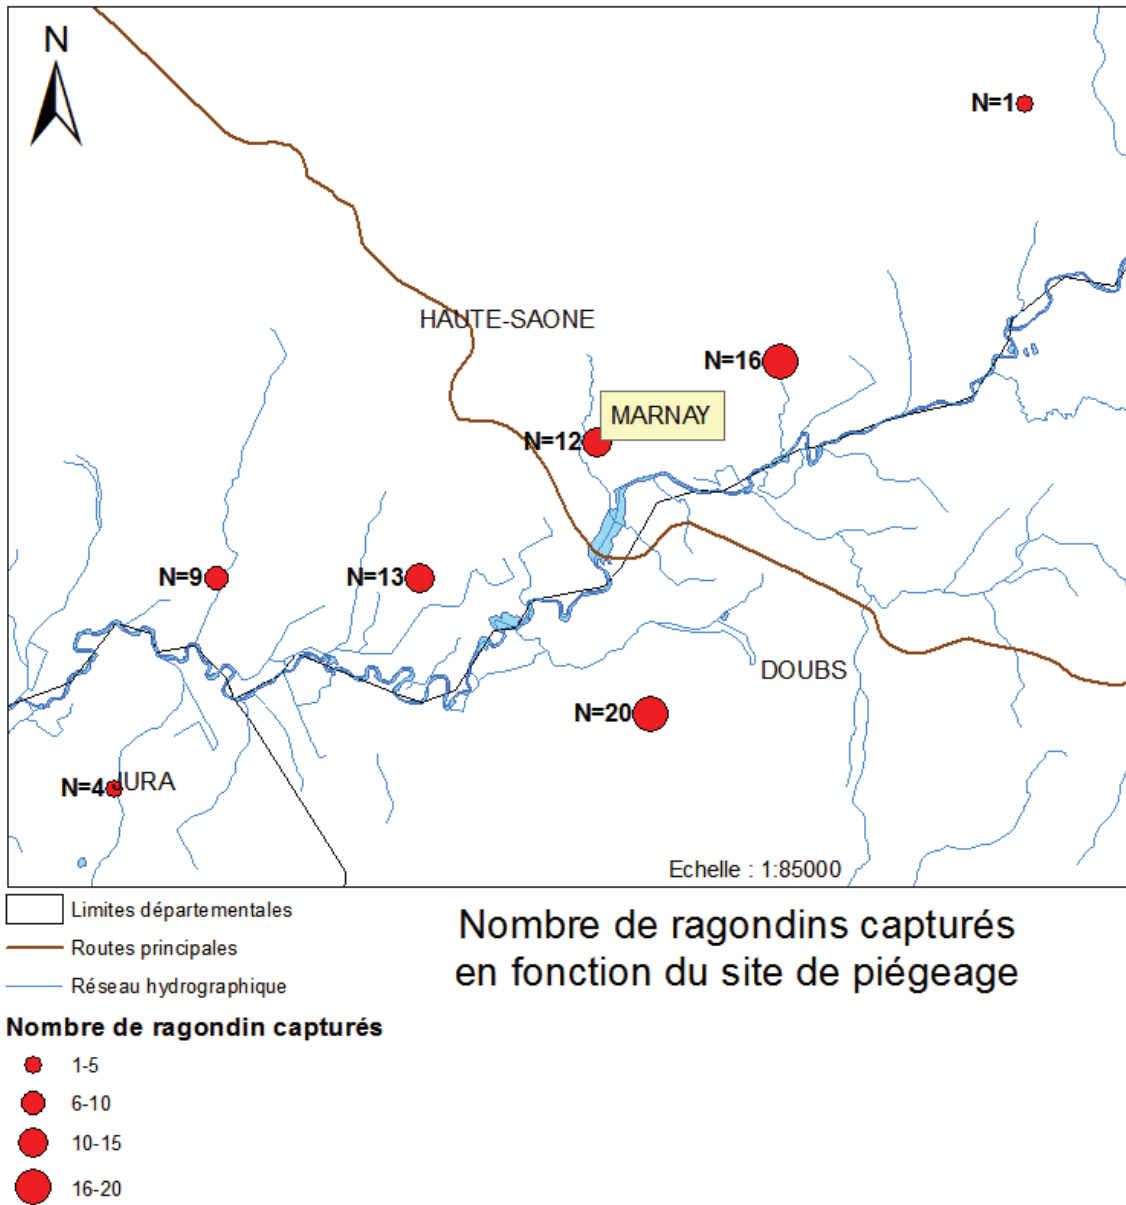 N
N=1
HAUTE-SAONE
N=16
MARNAY
N=12
N=9
N=13
DOUBS
N=20
N=4
JURA
Echelle : 1:85000
Limites départementales
Routes principales
Réseau hydrographique
Nombre de ragondins capturés
en fonction du site de piégeage
Nombre de ragondin capturés
1-5
6-10
10-15
16-20